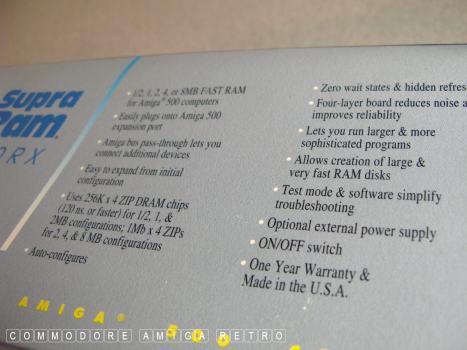 Supra
Ram
RX
• 1/2, 1, 2, 4, or 8MB FAST RAM
for Amiga® 500 computers
• Easily plugs onto Amiga 500
expansion port
• Amiga bus pass-through lets you
connect additional devices
• Easy to expand from initial
configuration
• Uses 256K x 4 ZIP DRAM chips
(120 ns. or faster) for 1/2, 1, &
2MB configurations; 1Mb x 4 ZIPs
for 2, 4, & 8 MB configurations
• Auto-configures
• Zero wait states & hidden refres
• Four-layer board reduces noise a
improves reliability
• Lets you run larger & more
sophisticated programs
• Allows creation of large &
very fast RAM disks
• Test mode & software simplify
troubleshooting
• Optional external power supply
• ON/OFF switch
• One Year Warranty &
Made in the U.S.A.
AMIGA® 500
COMMODORE AMIGA RETRO